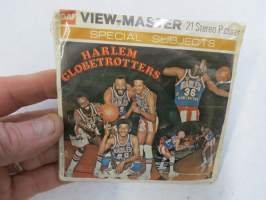 GAF VIEW-MASTER 21 Stereo Pictures
SPECIAL SUBJECTS
HARLEM
GLOBETROTTERS
36